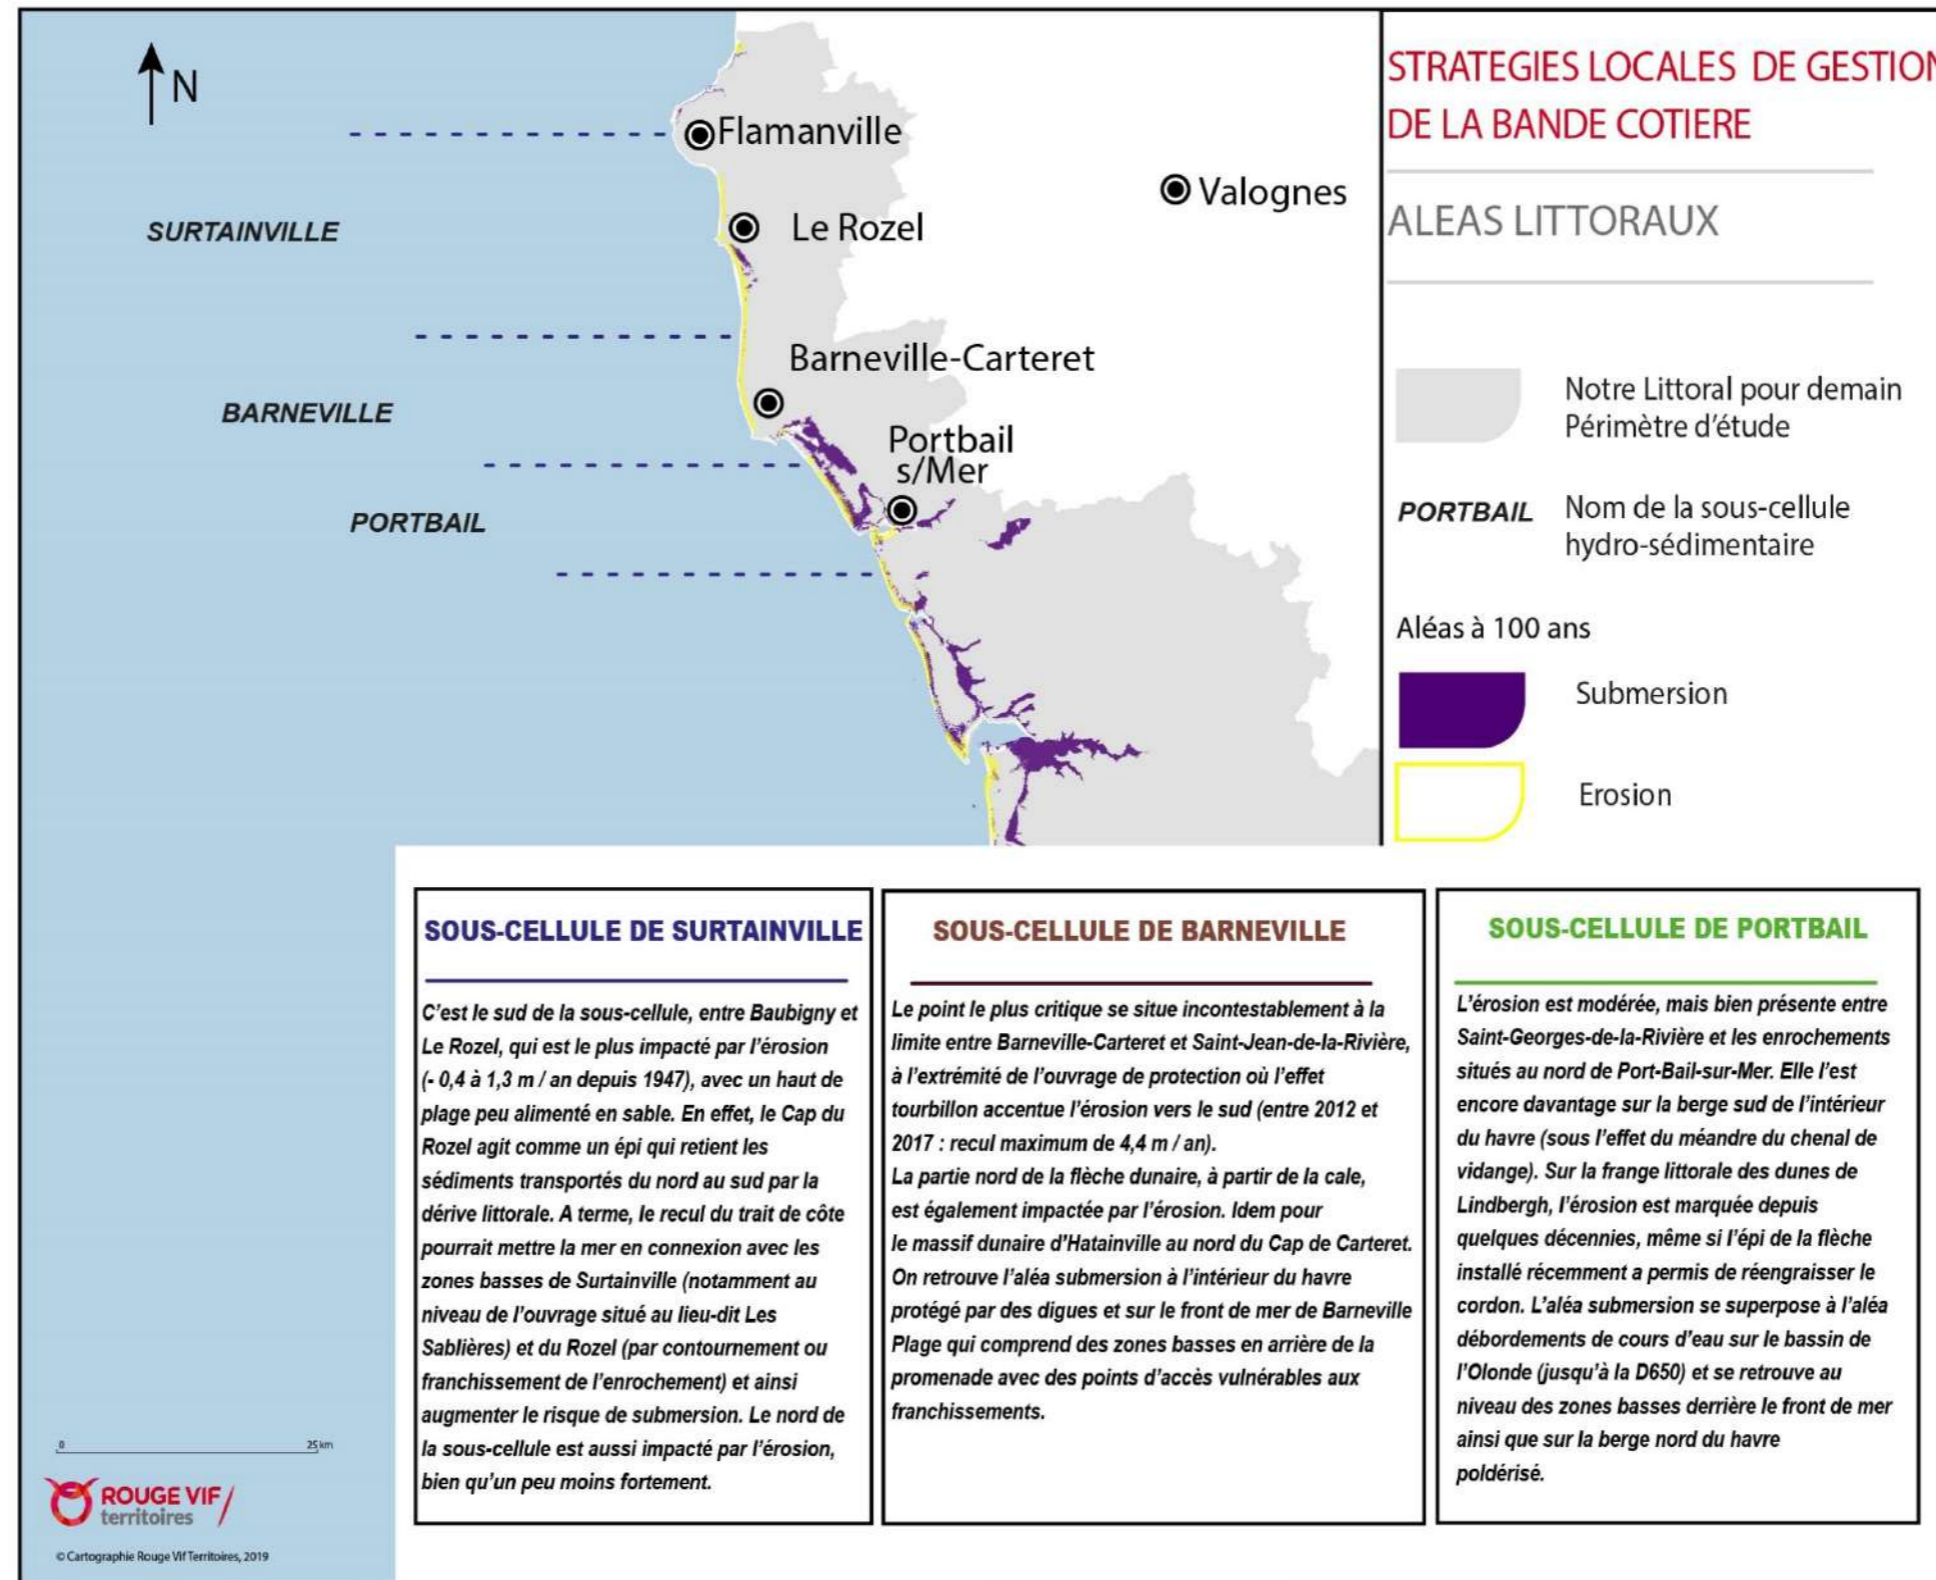 N
Flamanville
Valognes
SURTAINVILLE
Le Rozel
Barneville-Carteret
BARNEVILLE
Portbail
s/Mer
PORTBAIL
STRATEGIES LOCALES DE GESTION
DE LA BANDE COTIERE
ALEAS LITTORAUX
Notre Littoral pour demain
Périmètre d'étude
PORTBAIL
Nom de la sous-cellule
hydro-sédimentaire
Aléas à 100 ans
Submersion
Erosion
SOUS-CELLULE DE SURTAINVILLE
C'est le sud de la sous-cellule, entre Baubigny et
Le Rozel, qui est le plus impacté par l'érosion
(- 0,4 à 1,3 m / an depuis 1947), avec un haut de
plage peu alimenté en sable. En effet, le Cap du
Rozel agit comme un épi qui retient les
sédiments transportés du nord au sud par la
dérive littorale. A terme, le recul du trait de côte
pourrait mettre la mer en connexion avec les
zones basses de Surtainville (notamment au
niveau de l'ouvrage situé au lieu-dit Les
Sablières) et du Rozel (par contournement ou
franchissement de l'enrochement) et ainsi
augmenter le risque de submersion. Le nord de
la sous-cellule est aussi impacté par l'érosion,
bien qu'un peu moins fortement.
SOUS-CELLULE DE BARNEVILLE
Le point le plus critique se situe incontestablement à la
limite entre Barneville-Carteret et Saint-Jean-de-la-Rivière,
à l'extrémité de l'ouvrage de protection où l'effet
tourbillon accentue l'érosion vers le sud (entre 2012 et
2017 : recul maximum de 4,4 m / an).
La partie nord de la flèche dunaire, à partir de la cale,
est également impactée par l'érosion. Idem pour
le massif dunaire d'Hatainville au nord du Cap de Carteret.
On retrouve l'aléa submersion à l'intérieur du havre
protégé par des digues et sur le front de mer de Barneville
Plage qui comprend des zones basses en arrière de la
promenade avec des points d'accès vulnérables aux
franchissements.
SOUS-CELLULE DE PORTBAIL
L'érosion est modérée, mais bien présente entre
Saint-Georges-de-la-Rivière et les enrochements
situés au nord de Port-Bail-sur-Mer. Elle l'est
encore davantage sur la berge sud de l'intérieur
du havre (sous l'effet du méandre du chenal de
vidange). Sur la frange littorale des dunes de
Lindbergh, l'érosion est marquée depuis
quelques décennies, même si l'épi de la flèche
installé récemment a permis de réengraisser le
cordon. L'aléa submersion se superpose à l'aléa
débordements de cours d'eau sur le bassin de
l'Olonde (jusqu'à la D650) et se retrouve au
niveau des zones basses derrière le front de mer
ainsi que sur la berge nord du havre
poldérisé.
0 25 km
ROUGE VIF
territoires
© Cartographie Rouge Vif Territoires, 2019